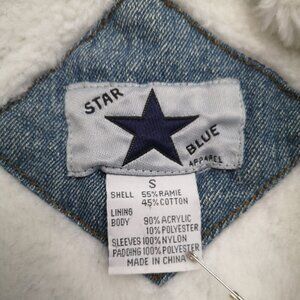 STAR
BLUE
APPAREL
S
SHELL 55% RAMIE
45% COTTON
LINING
BODY 90% ACRYLIC
10% POLYESTER
SLEEVES 100% NYLON
PADDING 100% POLYESTER
MADE IN CHINA